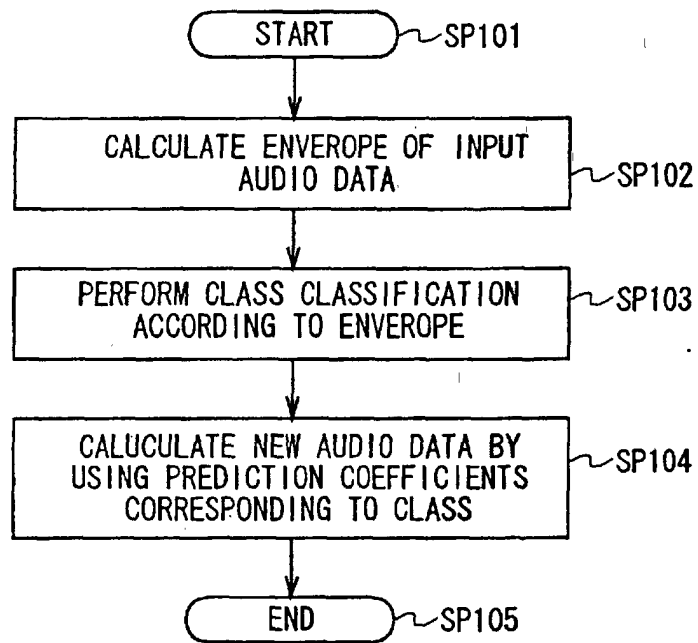 START
SP101
CALCULATE ENVEROPE OF INPUT
AUDIO DATA
SP102
PERFORM CLASS CLASSIFICATION
ACCORDING TO ENVEROPE
SP103
CALUCULATE NEW AUDIO DATA BY
USING PREDICTION COEFFICIENTS
CORRESPONDING TO CLASS
SP104
END
SP105